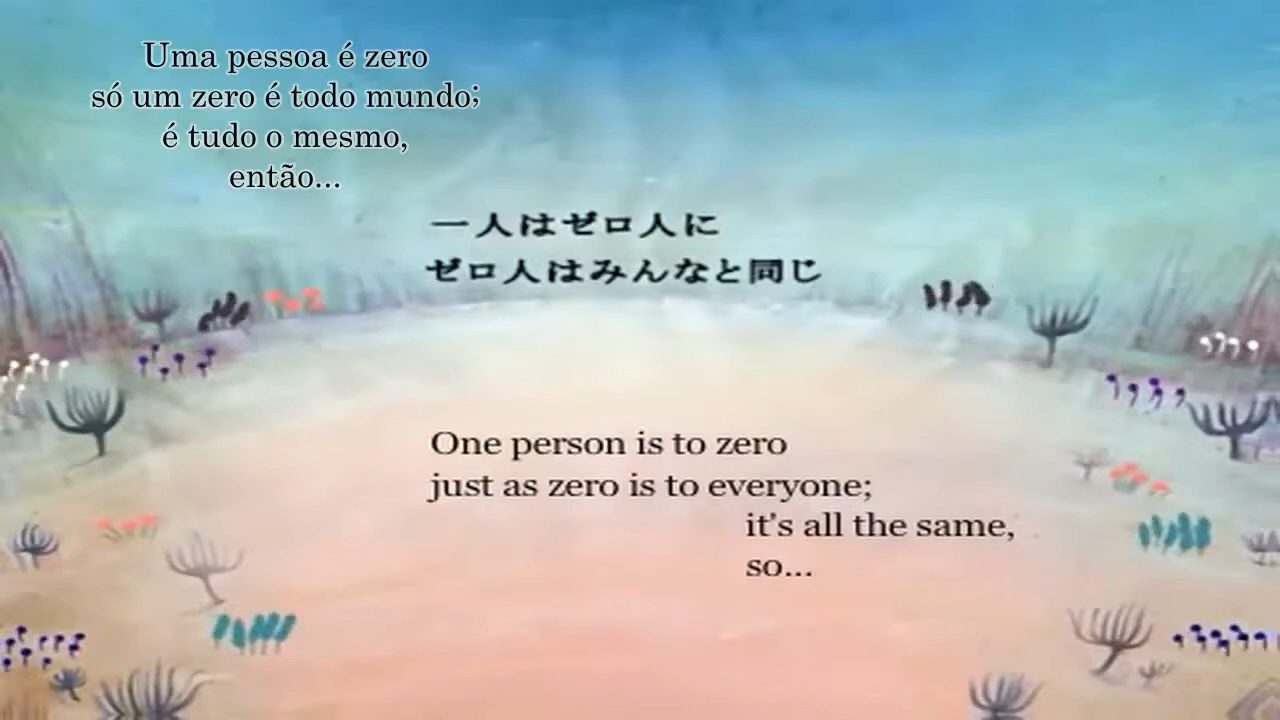 Uma pessoa é zero
só um zero é todo mundo;
é tudo o mesmo,
então...
一人はゼロ人に
ゼロ人はみんなと同じ
One person is to zero
just as zero is to everyone;
it's all the same,
so...